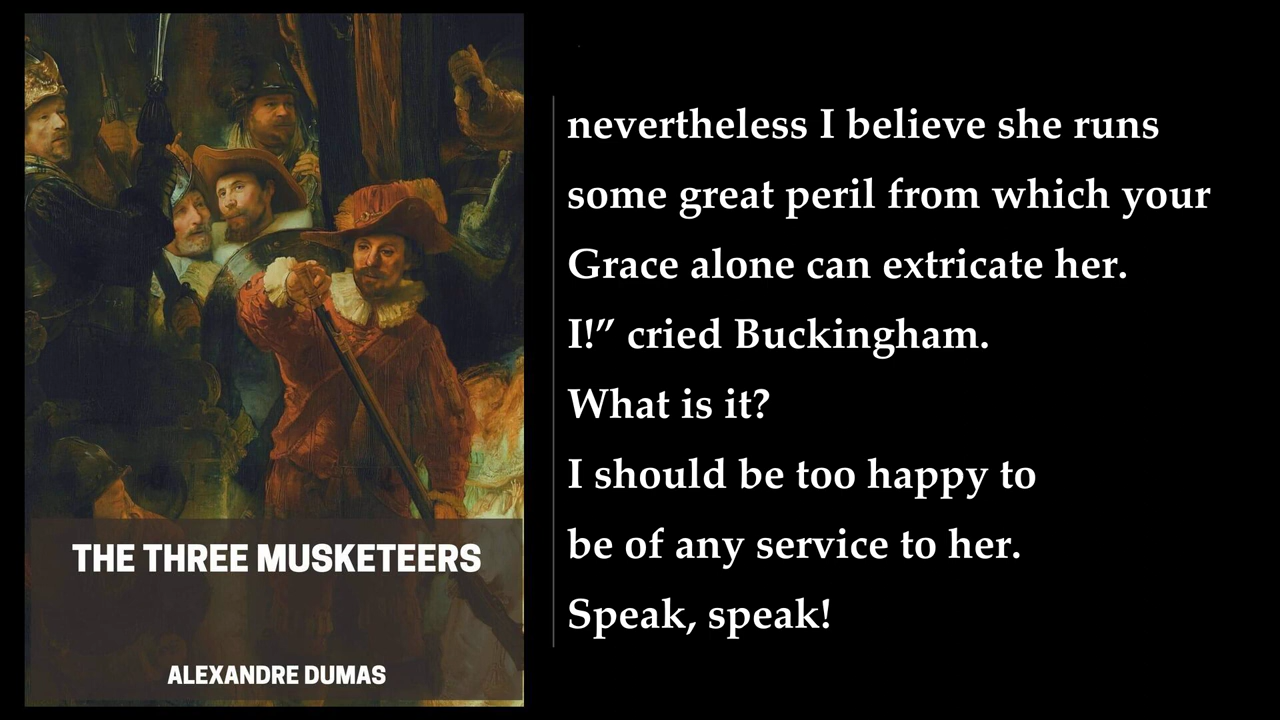 THE THREE MUSKETEERS
ALEXANDRE DUMAS
nevertheless I believe she runs
some great peril from which your
Grace alone can extricate her.
I!” cried Buckingham.
What is it?
I should be too happy to
be of any service to her.
Speak, speak!